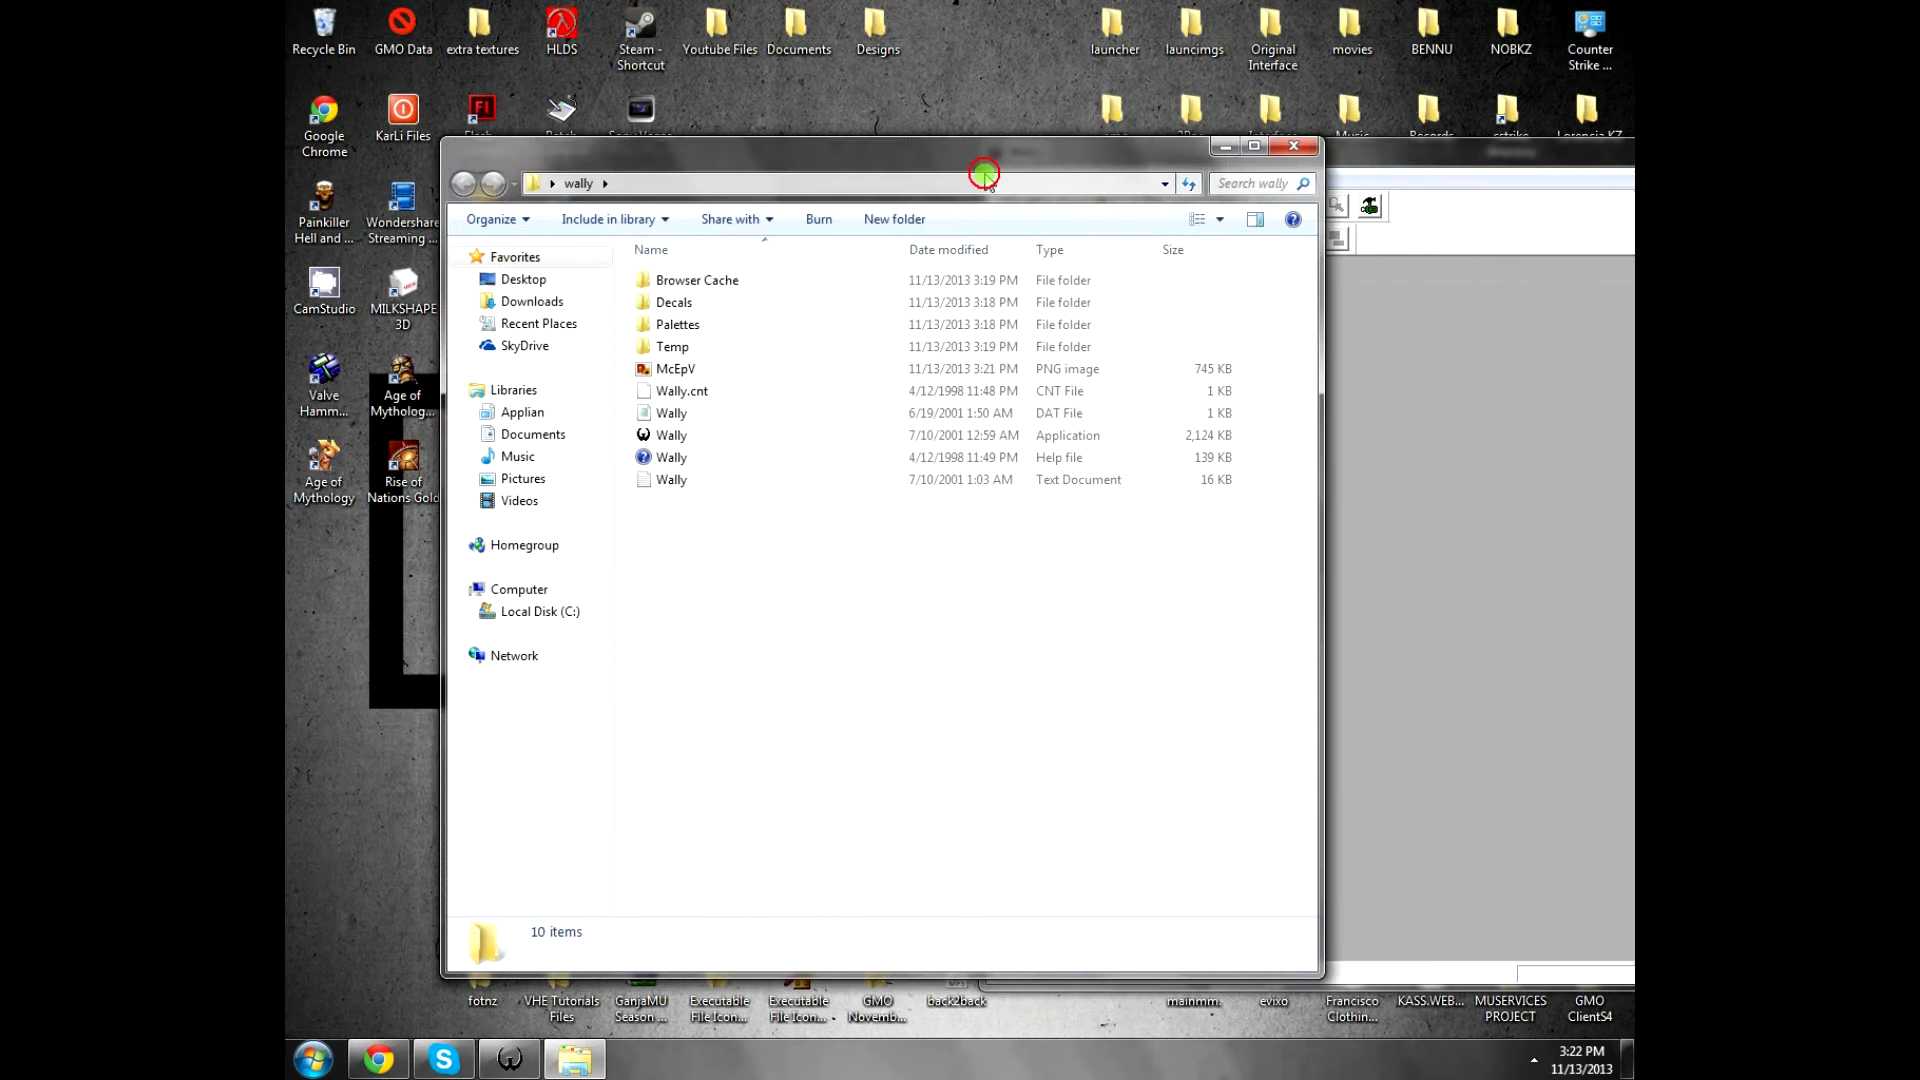 Recycle Bin
GMO Data
extra textures
HLDS
Steam -
Shortcut
Youtube Files
Documents
Designs
launcher
launcimgs
Original
Interface
movies
BENNU
NOBKZ
Counter
Strike ...
Google
Chrome
KarLi Files
Painkiller
Hell and ...
Wondershare
Streaming ...
CamStudio
MILKSHAPE
3D
Valve
Hamm...
Age of
Mytholog...
Age of
Mythology
Rise of
Nations Gold
wally
Search wally
Organize
Include in library
Share with
Burn
New folder
Name
Date modified
Type
Size
Favorites
Desktop
Downloads
Recent Places
SkyDrive
Libraries
Applian
Documents
Music
Pictures
Videos
Homegroup
Computer
Local Disk (C:)
Network
Browser Cache 11/13/2013 3:19 PM File folder
Decals 11/13/2013 3:18 PM File folder
Palettes 11/13/2013 3:18 PM File folder
Temp 11/13/2013 3:19 PM File folder
McEpV 11/13/2013 3:21 PM PNG image 745 KB
Wally.cnt 4/12/1998 11:48 PM CNT File 1 KB
Wally 6/19/2001 1:50 AM DAT File 1 KB
Wally 7/10/2001 12:59 AM Application 2,124 KB
Wally 4/12/1998 11:49 PM Help file 139 KB
Wally 7/10/2001 1:03 AM Text Document 16 KB
10 items
fotnz
VHE Tutorials
Files
GanjaMU
Season ...
Executable
File Icon...
Executable
File Icon...
GMO
Novemb...
back2back
mainmm.
evixo
Francisco
Clothin...
KASS.WEB...
MUSERVICES
PROJECT
GMO
ClientS4
3:22 PM
11/13/2013